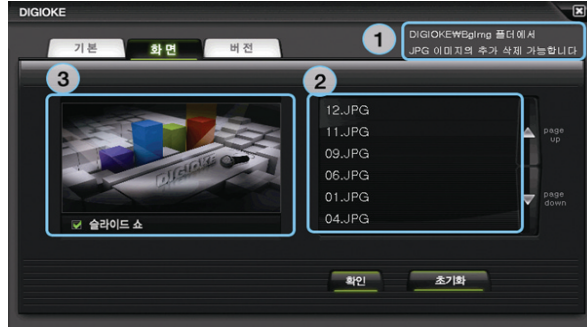 DIGIOKE
DIGIOKE₩BgImg 폴더에서
JPG 이미지의 추가 삭제 가능합니다
1
기본
화면
버전
3
2
DIGIOKE
슬라이드 쇼
12.JPG
11.JPG
09.JPG
06.JPG
01.JPG
04.JPG
page
up
page
down
확인
초기화